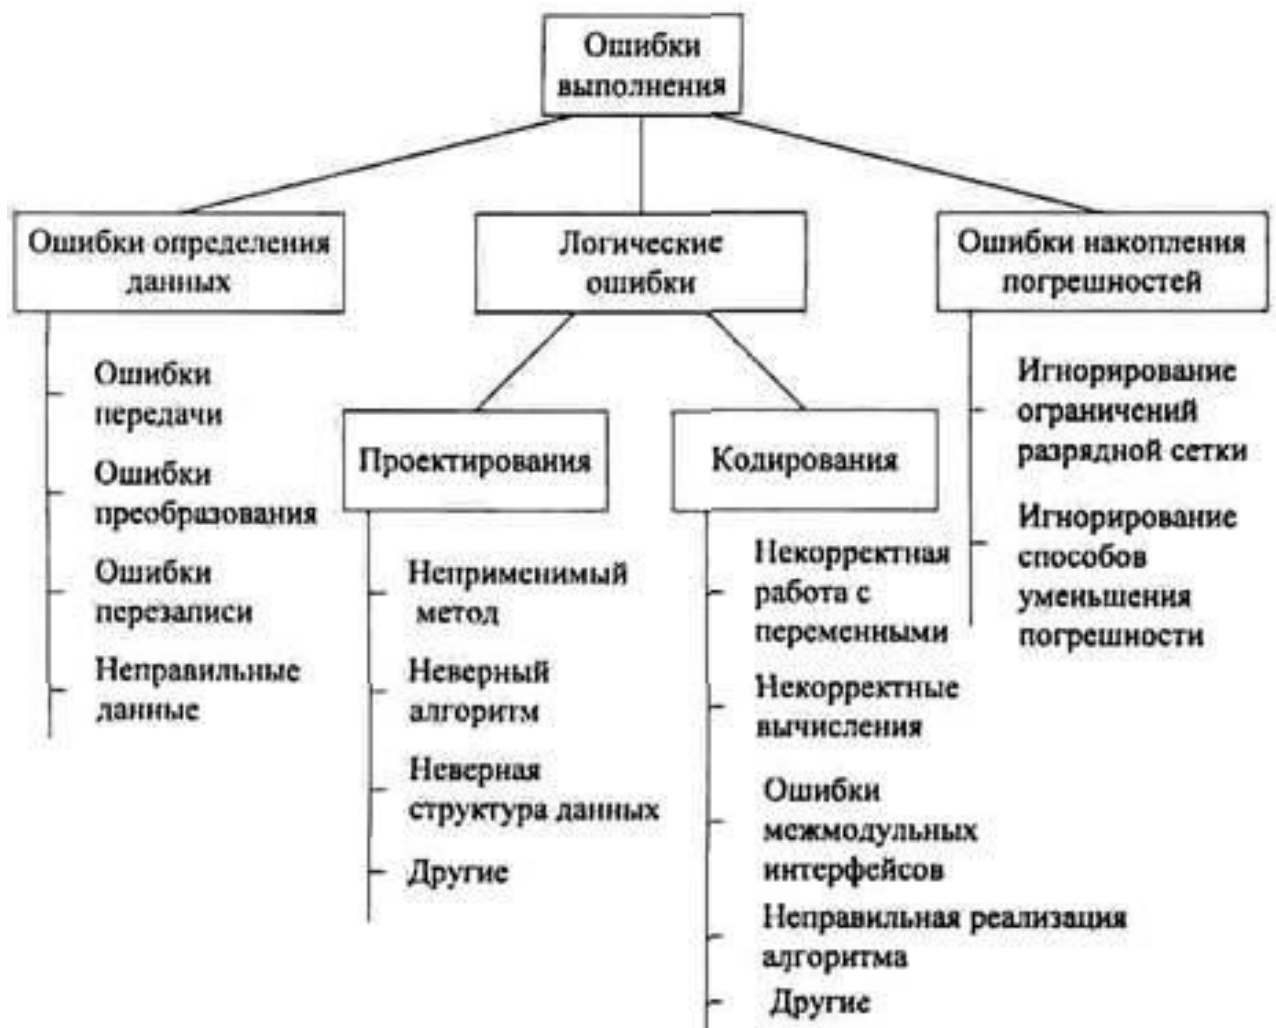 Ошибки
выполнения
Ошибки определения
данных
Логические
ошибки
Ошибки накопления
погрешностей
Ошибки
передачи
Ошибки
преобразования
Ошибки
перезаписи
Неправильные
данные
Проектирования
Неприменимый
метод
Неверный
алгоритм
Неверная
структура данных
Другие
Кодирования
Некорректная
работа с
переменными
Некорректные
вычисления
Ошибки
межмодульных
интерфейсов
Неправильная реализация
алгоритма
Другие
Игнорирование
ограничений
разрядной сетки
Игнорирование
способов
уменьшения
погрешности